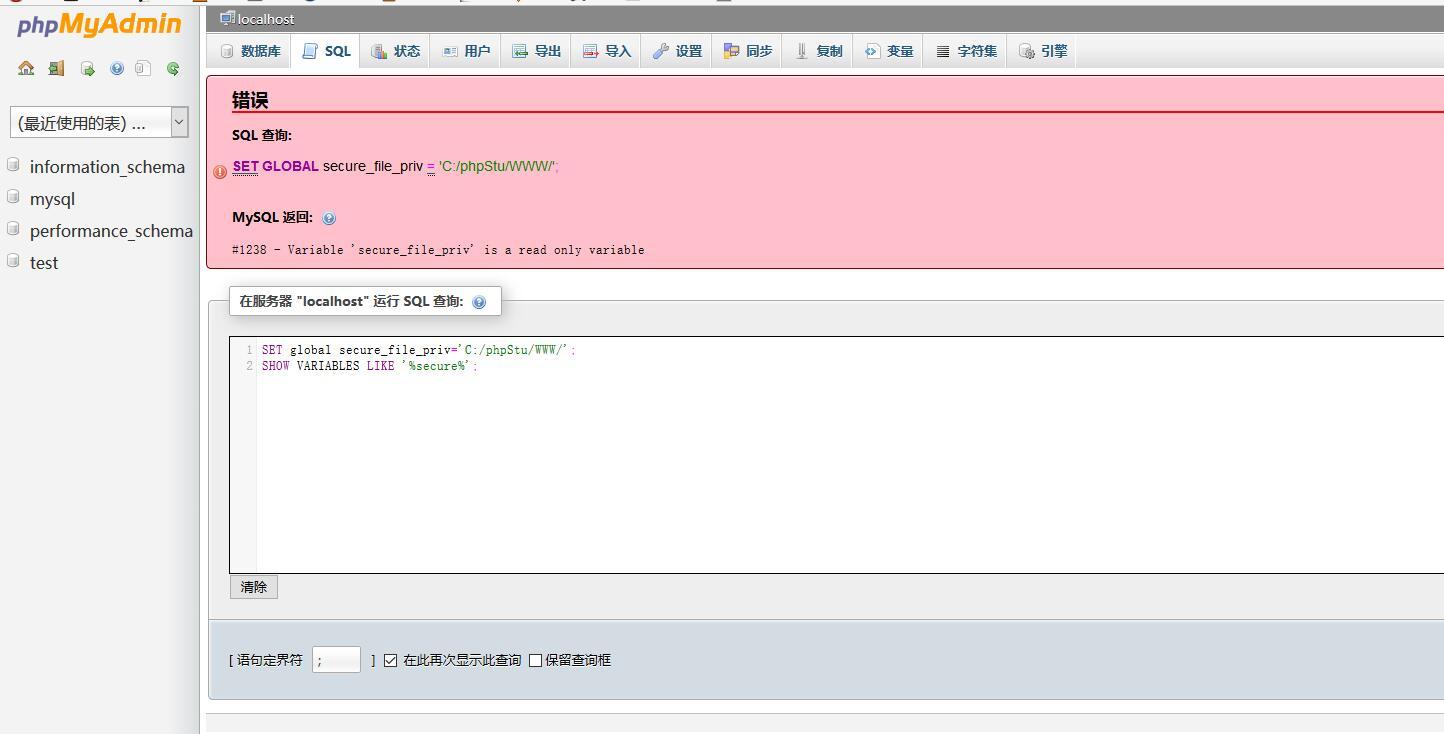 phpMyAdmin
(最近使用的表) ...
information_schema
mysql
performance_schema
test
localhost
数据库 SQL 状态 用户 导出 导入 设置 同步 复制 变量 字符集 引擎
错误
SQL 查询:
SET GLOBAL secure_file_priv = 'C:/phpStu/WWW/';
MySQL 返回:
#1238 - Variable 'secure_file_priv' is a read only variable
在服务器 "localhost" 运行 SQL 查询:
1 SET global secure_file_priv='C:/phpStu/WWW/';
2 SHOW VARIABLES LIKE '%secure%';
清除
[ 语句定界符 ; ] 在此再次显示此查询 保留查询框